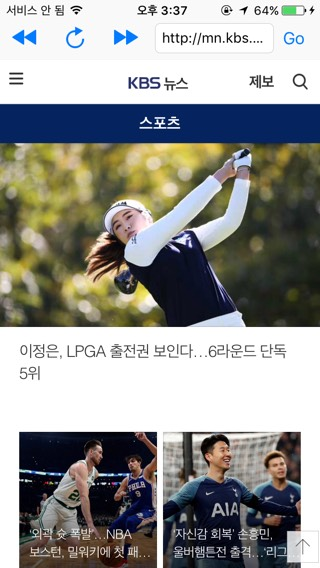 서비스 안 됨 오후 3:37 64%
http://mn.kbs.... Go
KBS 뉴스 제보
스포츠
이정은, LPGA 출전권 보인다…6라운드 단독
5위
'외곽 슛 폭발'…NBA
보스턴, 밀워키에 첫 패…
'자신감 회복' 손흥민,
울버햄튼전 출격…'리그
AIA